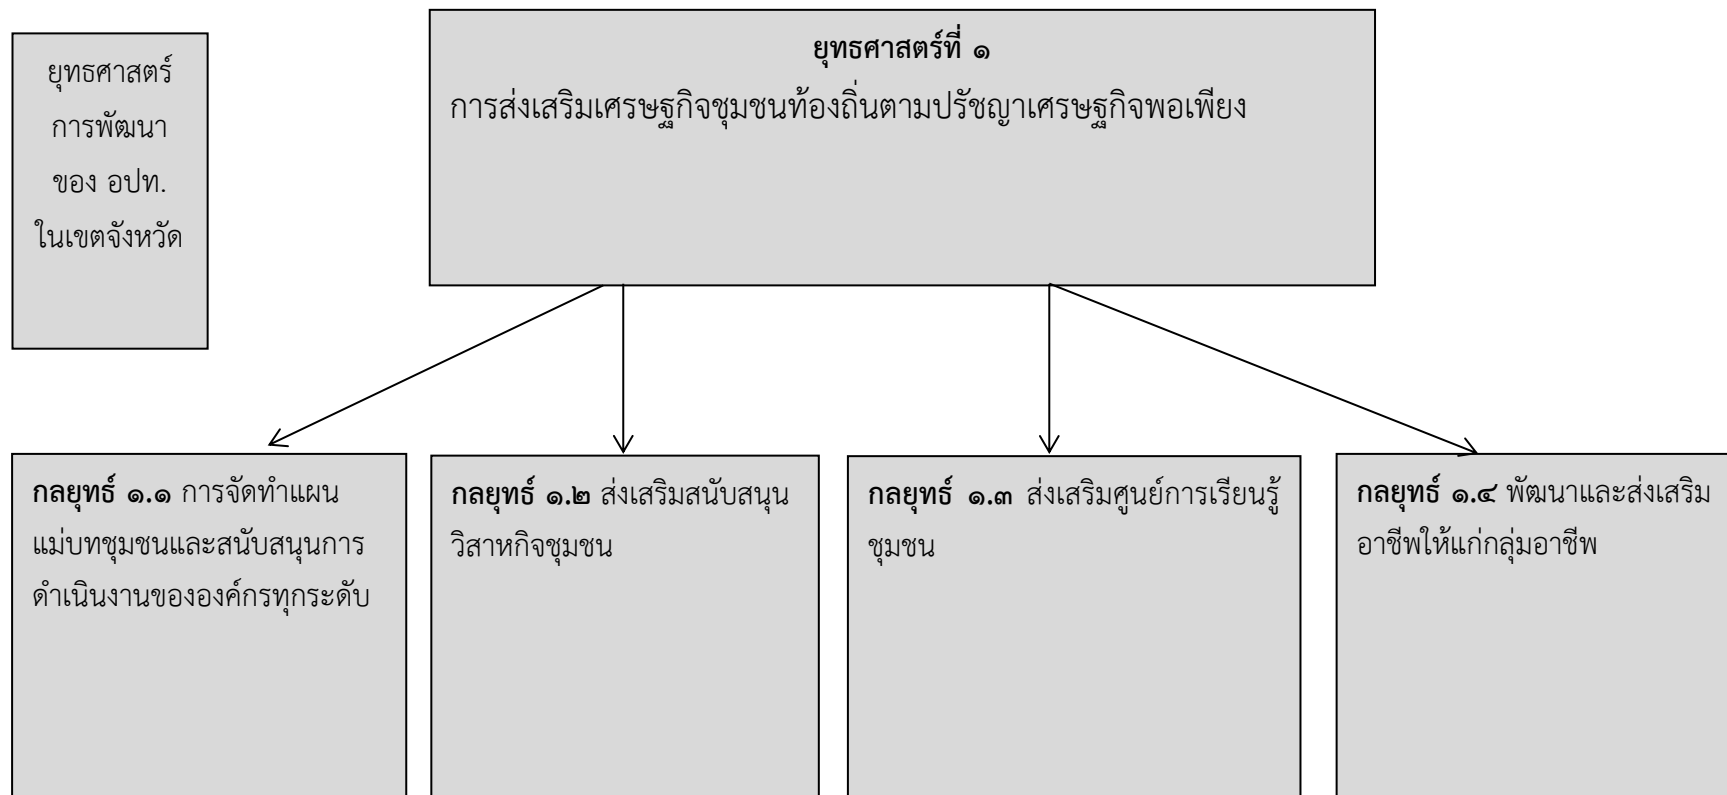 ยุทธศาสตร์
การพัฒนา
ของ อปท.
ในเขตจังหวัด
ยุทธศาสตร์ที่ ๑
การส่งเสริมเศรษฐกิจชุมชนท้องถิ่นตามปรัชญาเศรษฐกิจพอเพียง
กลยุทธ์ ๑.๑ การจัดทำแผน
แม่บทชุมชนและสนับสนุนการ
ดำเนินงานขององค์กรทุกระดับ
กลยุทธ์ ๑.๒ ส่งเสริมสนับสนุน
วิสาหกิจชุมชน
กลยุทธ์ ๑.๓ ส่งเสริมศูนย์การเรียนรู้
ชุมชน
กลยุทธ์ ๑.๔ พัฒนาและส่งเสริม
อาชีพให้แก่กลุ่มอาชีพ